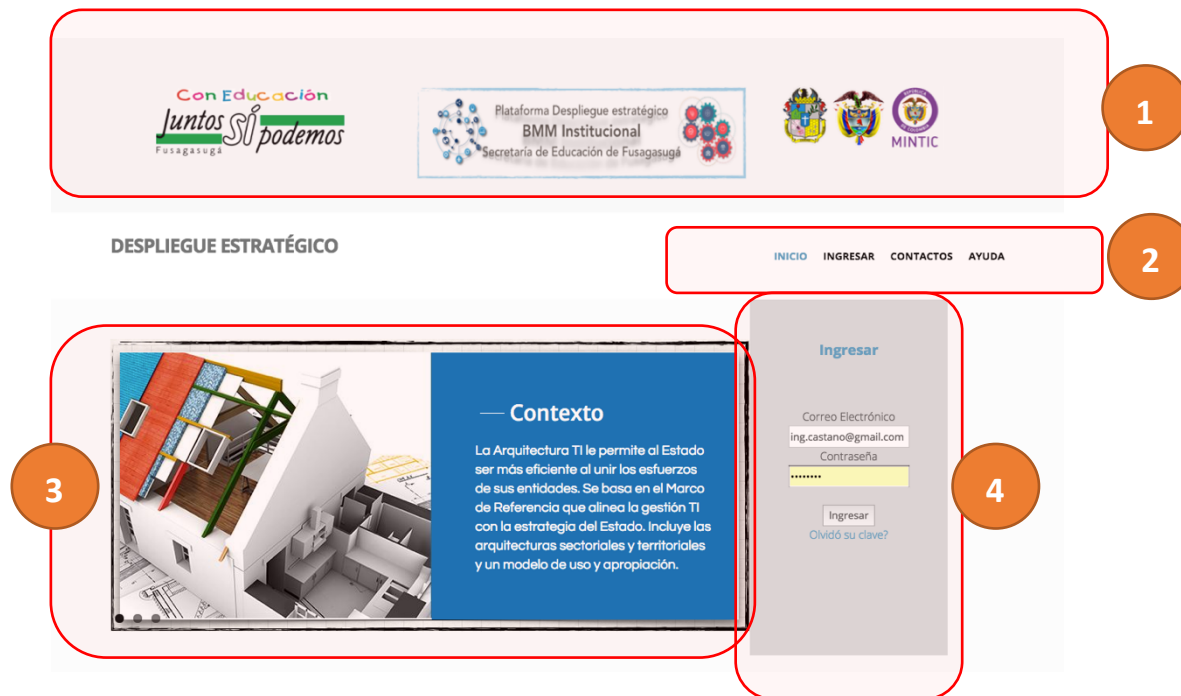 Con Educación
Juntos SÍ podemos
Fusagasugá
Plataforma Despliegue estratégico
BMM Institucional
Secretaría de Educación de Fusagasugá
MINTIC
1
DESPLIEGUE ESTRATÉGICO
INICIO INGRESAR CONTACTOS AYUDA
2
Contexto
La Arquitectura TI le permite al Estado
ser más eficiente al unir los esfuerzos
de sus entidades. Se basa en el Marco
de Referencia que alinea la gestión TI
con la estrategia del Estado. Incluye las
arquitecturas sectoriales y territoriales
y un modelo de uso y apropiación.
3
Ingresar
Correo Electrónico
ing.castano@gmail.com
Contraseña
••••••••
Ingresar
Olvidó su clave?
4